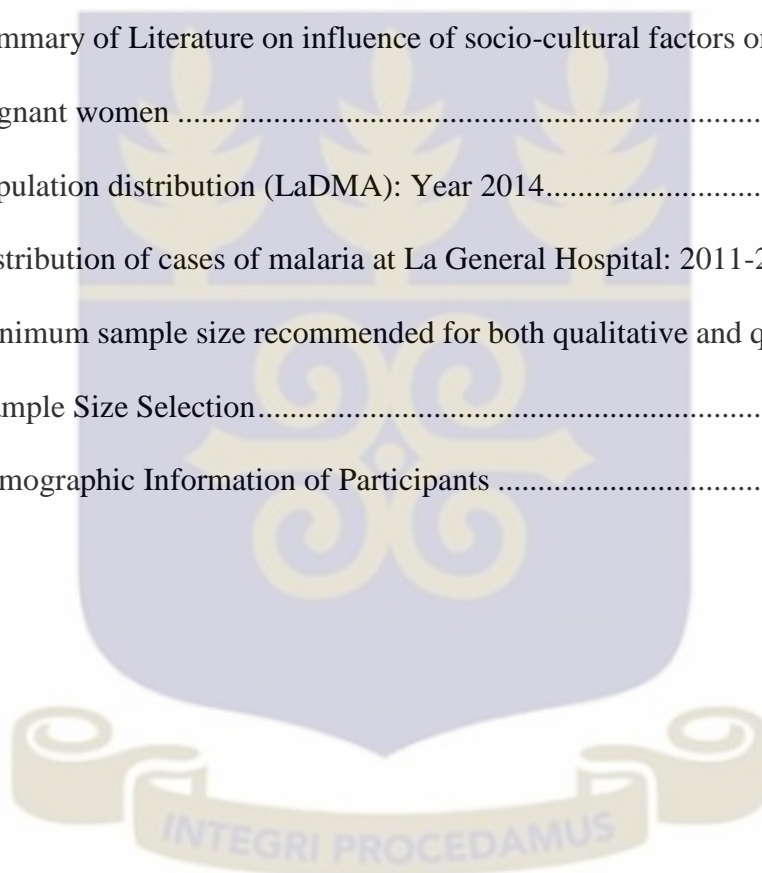 mmary of Literature on influence of socio-cultural factors o
gnant women ....................................................................
pulation distribution (LaDMA): Year 2014..........................
stribution of cases of malaria at La General Hospital: 2011-2
nimum sample size recommended for both qualitative and q
ample Size Selection........................................................
mographic Information of Participants ................................
INTEGRI PROCEDAMUS